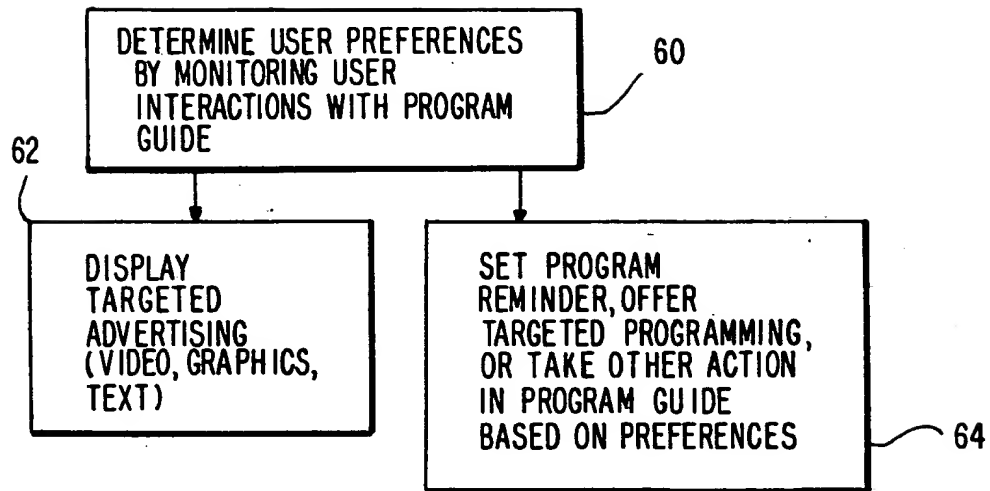 DETERMINE USER PREFERENCES
BY MONITORING USER
INTERACTIONS WITH PROGRAM
GUIDE
60
62
DISPLAY
TARGETED
ADVERTISING
(VIDEO, GRAPHICS,
TEXT)
SET PROGRAM
REMINDER, OFFER
TARGETED PROGRAMMING,
OR TAKE OTHER ACTION
IN PROGRAM GUIDE
BASED ON PREFERENCES
64